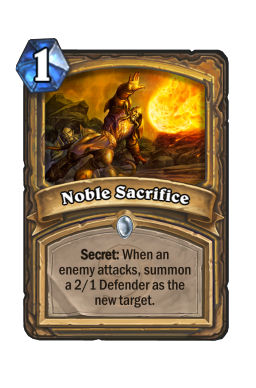 1
Noble Sacrifice
Secret: When an
enemy attacks, summon
a 2/1 Defender as the
new target.